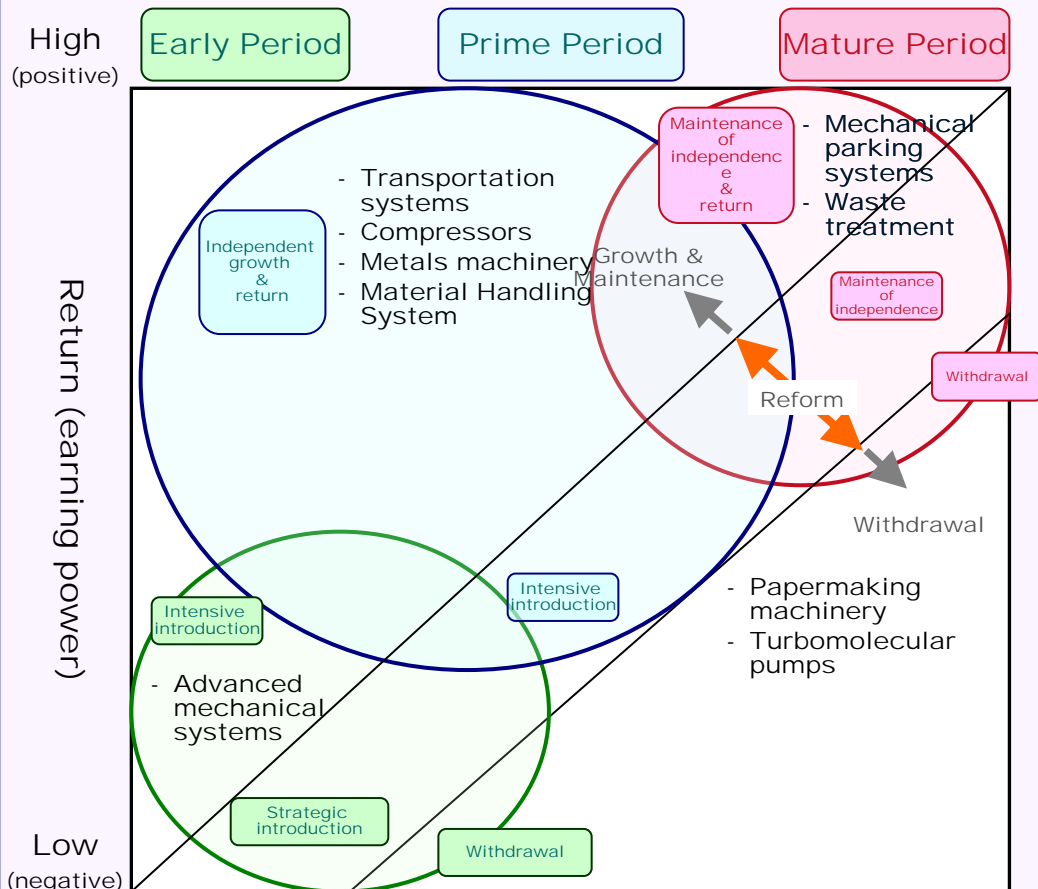 High
(positive)
Early Period
Prime Period
Mature Period
Return (earning power)
Independent
growth
&
return
- Transportation
systems
- Compressors
- Metals machinery
- Material Handling
System
Maintenance
of
independenc
e
&
return
- Mechanical
parking
systems
- Waste
treatment
Growth &
Maintenance
Maintenance
of
independence
Withdrawal
Reform
Withdrawal
- Papermaking
machinery
- Turbomolecular
pumps
Intensive
introduction
Intensive
introduction
- Advanced
mechanical
systems
Strategic
introduction
Withdrawal
Low
(negative)